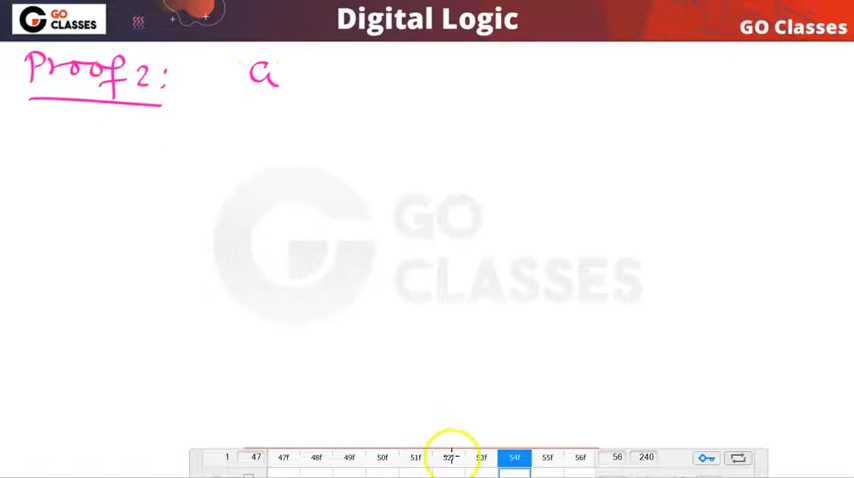 GO CLASSES
Digital Logic
GO Classes
Proof 2: a
GO
CLASSES
1 47 47f 48f 49f 50f 51f 52f 53f 54f 55f 56f 56 240